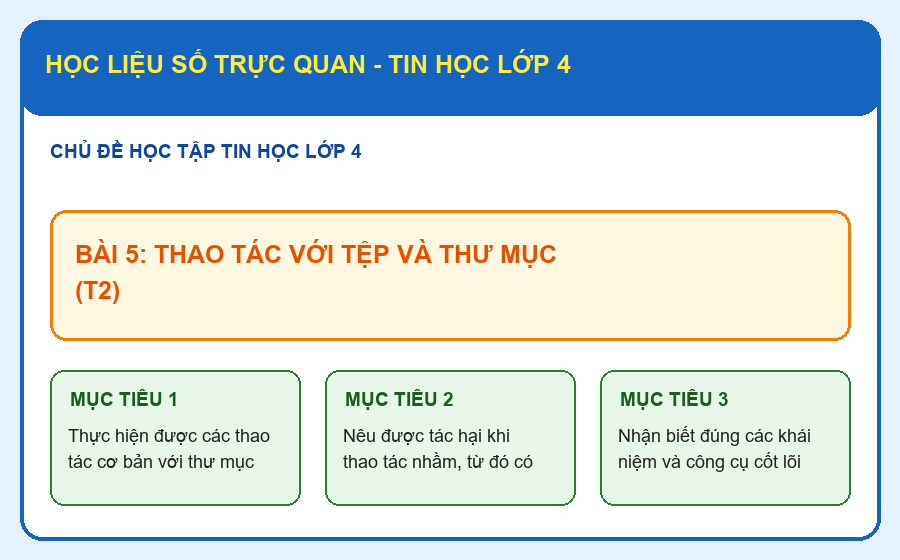 HỌC LIỆU SỐ TRỰC QUAN - TIN HỌC LỚP 4
CHỦ ĐỀ HỌC TẬP TIN HỌC LỚP 4
BÀI 5: THAO TÁC VỚI TỆP VÀ THƯ MỤC
(T2)
MỤC TIÊU 1
Thực hiện được các thao
tác cơ bản với thư mục
MỤC TIÊU 2
Nêu được tác hại khi
thao tác nhầm, từ đó có
MỤC TIÊU 3
Nhận biết đúng các khái
niệm và công cụ cốt lõi